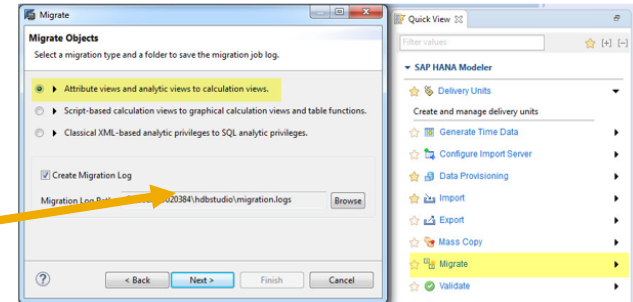 Migrate
Migrate Objects
Select a migration type and a folder to save the migration job log.
Attribute views and analytic views to calculation views.
Script-based calculation views to graphical calculation views and table functions.
Classical XML-based analytic privileges to SQL analytic privileges.
Create Migration Log
Migration Log 020384\hdbstudio\migration.logs Browse
? < Back Next > Finish Cancel
Quick View
Filter values [+] [-]
SAP HANA Modeler
Delivery Units
Create and manage delivery units
Generate Time Data
Configure Import Server
Data Provisioning
Import
Export
Mass Copy
Migrate
Validate